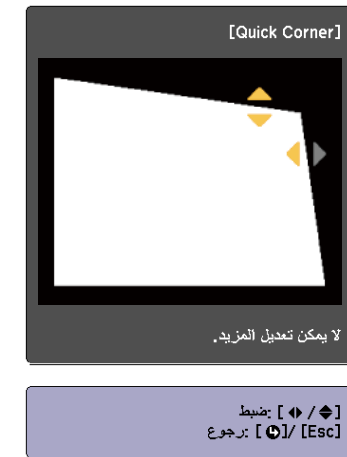 [Quick Corner]
لا يمكن تعديل المزيد.
[ / ] :ضبط
[Esc] /[ ] :رجوع